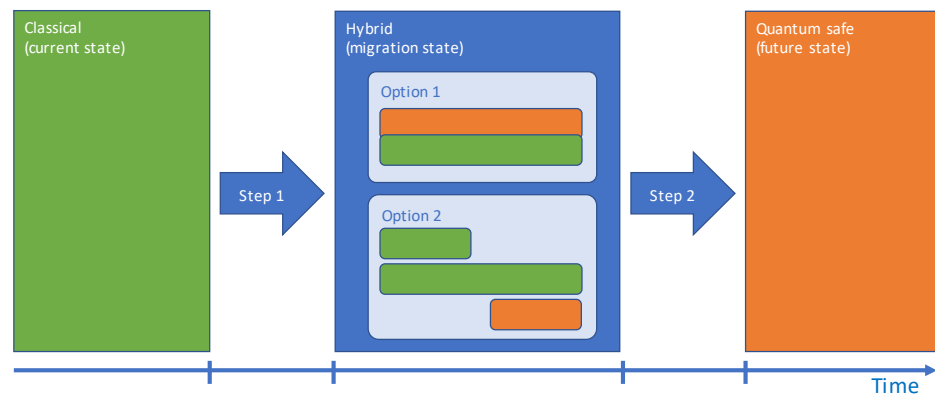 Classical
(current state)
Step 1
Hybrid
(migration state)
Option 1
Option 2
Step 2
Quantum safe
(future state)
Time